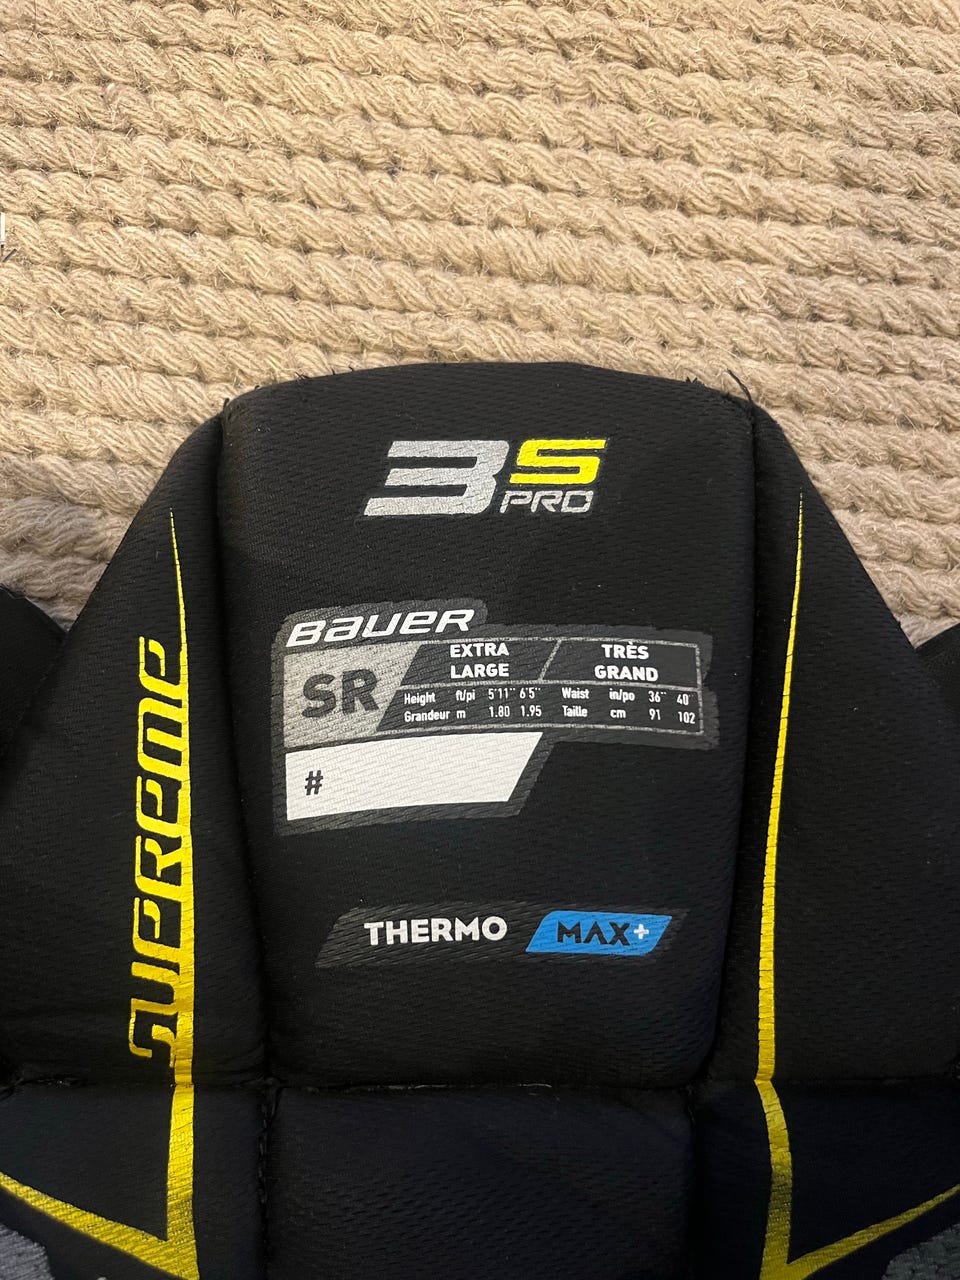 3S
PRO
BAUER
SR
EXTRA
LARGE
TRÈS
GRAND
Height ft/pi 5'11'' 6'5'' Waist in/po 36'' 40'
Grandeur m 1.80 1.95 Taille cm 91 102
#
THERMO MAX+
SUPREME